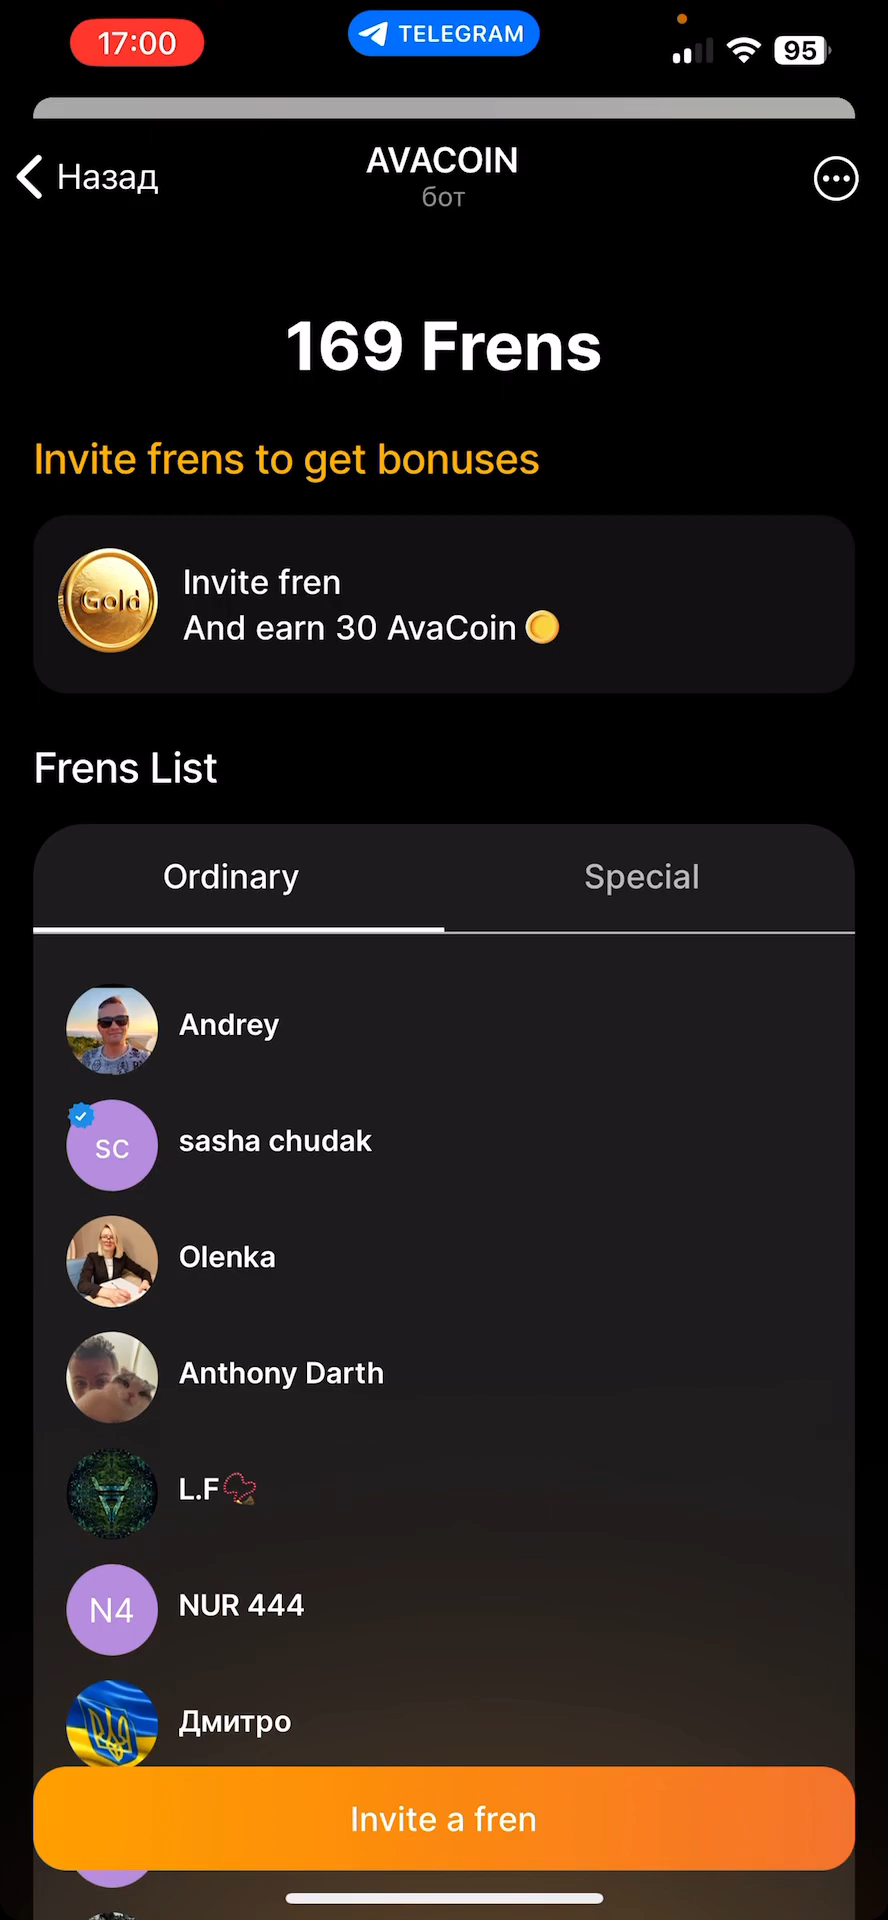 17:00
TELEGRAM
95
Назад
AVACOIN
бот
169 Frens
Invite frens to get bonuses
Gold
Invite fren
And earn 30 AvaCoin
Frens List
Ordinary
Special
Andrey
SC
sasha chudak
Olenka
Anthony Darth
L.F📿
N4
NUR 444
Дмитро
Invite a fren